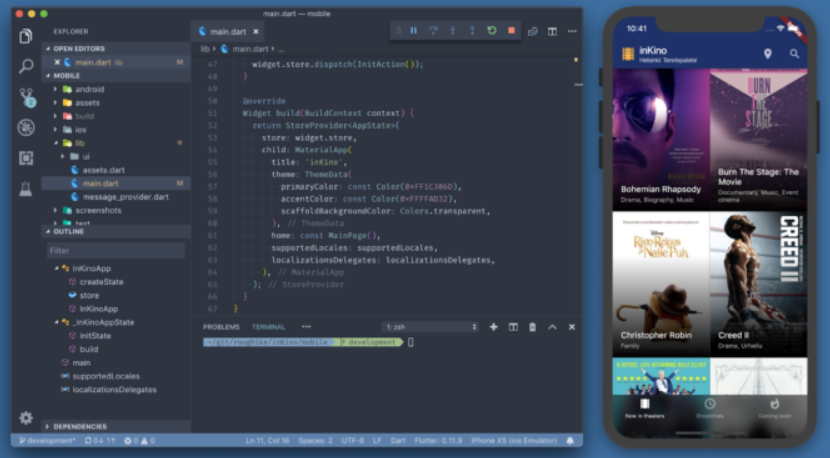 main.dart — mobile
EXPLORER
OPEN EDITORS
main.dart lib M
MOBILE
android
assets
build
ios
lib
ui
assets.dart
main.dart M
message_provider.dart
screenshots
test
OUTLINE
Filter
InKinoApp
createState
store
InKinoApp
_InKinoAppState
initState
build
main
supportedLocales
localizationsDelegates
DEPENDENCIES
main.dart
lib › main.dart › ...
47 widget.store.dispatch(InitAction());
48 }
49
50 @override
51 Widget build(BuildContext context) {
52 return StoreProvider<AppState>(
53 store: widget.store,
54 child: MaterialApp(
55 title: 'inKino',
56 theme: ThemeData(
57 primaryColor: const Color(0xFF1C306D),
58 accentColor: const Color(0xFFFFAD32),
59 scaffoldBackgroundColor: Colors.transparent,
60 ), // ThemeData
61 home: const MainPage(),
62 supportedLocales: supportedLocales,
63 localizationsDelegates: localizationsDelegates,
64 ), // MaterialApp
65 ); // StoreProvider
66 }
67 }
PROBLEMS TERMINAL ••• 1: zsh
~/git/roughike/inKino/mobile development
development* 0↓ 1↑ 0 0 Ln 11, Col 16 Spaces: 2 UTF-8 LF Dart Flutter: 0.11.9 iPhone XS (ios Emulator)
10:41
inKino
Helsinki: Tennispalatsi
BURN THE STAGE
BOHEMIAN
Bohemian Rhapsody
Drama, Biography, Music
Burn The Stage: The Movie
Documentary, Music, Event cinema
Disney
Risto Reipas
ja Nalle Puh
CREED II
Christopher Robin
Family
Creed II
Drama, Urheilu
Now in theaters
Showtimes
Coming soon